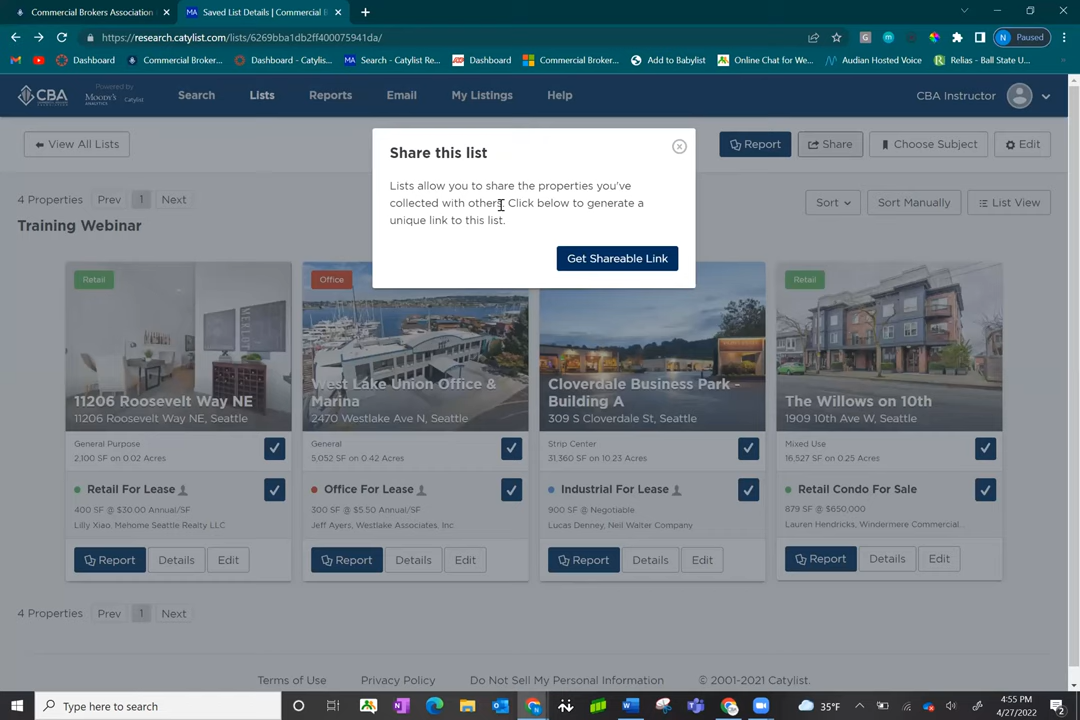 Commercial Brokers Association
Saved List Details | Commercial B
https://research.catylist.com/lists/6269bba1db2ff400075941da/
Paused
Dashboard
Commercial Broker...
Dashboard - Catylis...
Search - Catylist Re...
Dashboard
Commercial Broker...
Add to Babylist
Online Chat for We...
Audian Hosted Voice
Relias - Ball State U...
CBA
Powered by
Moody's Analytics
Catylist
Search
Lists
Reports
Email
My Listings
Help
CBA Instructor
View All Lists
Report
Share
Choose Subject
Edit
Share this list
Lists allow you to share the properties you've
collected with others. Click below to generate a
unique link to this list.
Get Shareable Link
4 Properties
Prev
1
Next
Sort
Sort Manually
List View
Training Webinar
Retail
11206 Roosevelt Way NE
11206 Roosevelt Way NE, Seattle
General Purpose
2,100 SF on 0.02 Acres
Retail For Lease
400 SF @ $30.00 Annual/SF
Lilly Xiao, Mehome Seattle Realty LLC
Report
Details
Edit
Office
West Lake Union Office &
Marina
2470 Westlake Ave N, Seattle
General
5,052 SF on 0.42 Acres
Office For Lease
300 SF @ $5.50 Annual/SF
Jeff Ayers, Westlake Associates, Inc
Report
Details
Edit
Cloverdale Business Park -
Building A
309 S Cloverdale St, Seattle
Strip Center
31,360 SF on 10.23 Acres
Industrial For Lease
900 SF @ Negotiable
Lucas Denney, Neil Walter Company
Report
Details
Edit
Retail
The Willows on 10th
1909 10th Ave W, Seattle
Mixed Use
16,527 SF on 0.25 Acres
Retail Condo For Sale
879 SF @ $650,000
Lauren Hendricks, Windermere Commercial...
Report
Details
Edit
4 Properties
Prev
1
Next
Terms of Use
Privacy Policy
Do Not Sell My Personal Information
© 2001-2021 Catylist.
Type here to search
35°F
4:55 PM
4/27/2022